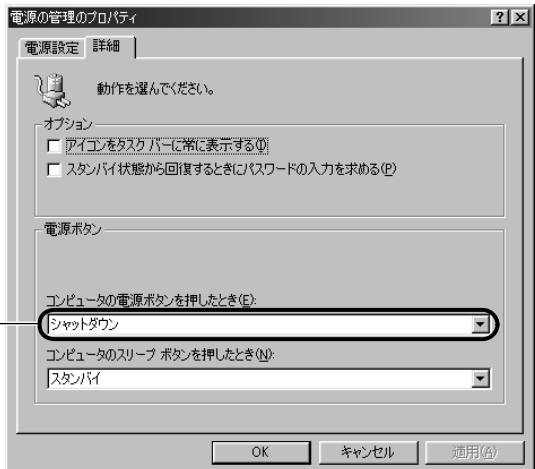 電源の管理のプロパティ
電源設定 詳細
動作を選んでください。
オプション
アイコンをタスク バーに常に表示する(I)
スタンバイ状態から回復するときにパスワードの入力を求める(P)
電源ボタン
コンピュータの電源ボタンを押したとき(E):
シャットダウン
コンピュータのスリープ ボタンを押したとき(N):
スタンバイ
OK キャンセル 適用(A)